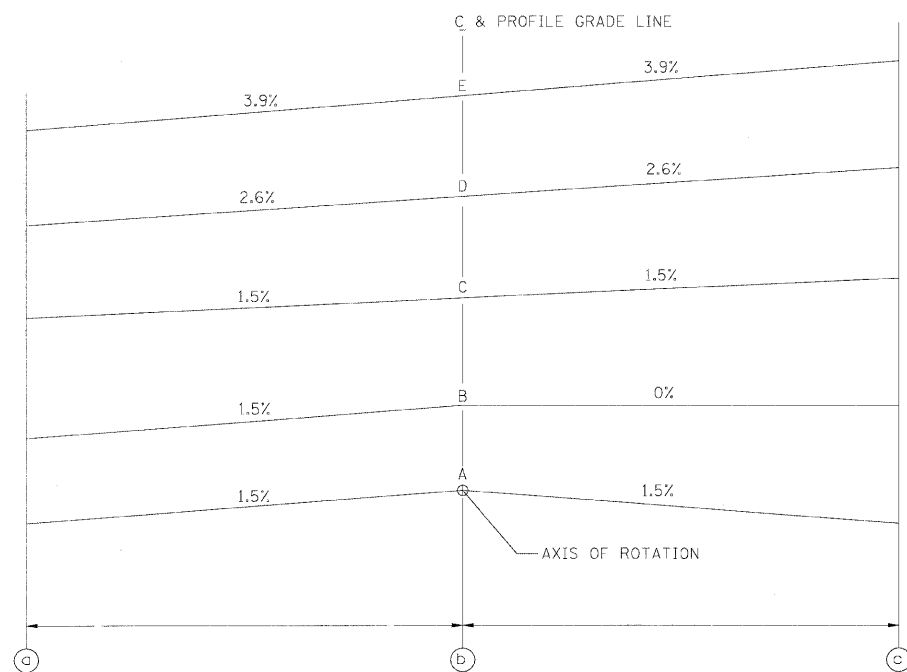 C & PROFILE GRADE LINE
3.9%
E
3.9%
2.6%
D
2.6%
1.5%
C
1.5%
1.5%
B
0%
1.5%
A
1.5%
AXIS OF ROTATION
a
b
c